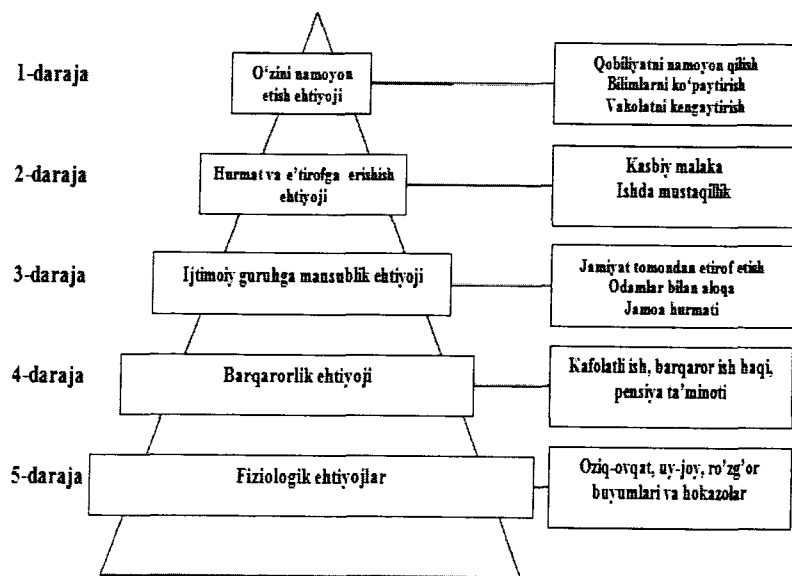 1-daraja
O‘zini namoyon
etish ehtiyoji
Qobiliyatni namoyon qilish
Bilimlarni ko‘paytirish
Vakolatni kengaytirish
2-daraja
Hurmat va e’tirofga erishish
ehtiyoji
Kasbiy malaka
Ishda mustaqillik
3-daraja
Ijtimoiy guruhga mansublik ehtiyoji
Jamiyat tomondan etirof etish
Odamlar bilan aloqa
Jamoa hurmati
4-daraja
Barqarorlik ehtiyoji
Kafolatli ish, barqaror ish haqi,
pensiya ta’minoti
5-daraja
Fiziologik ehtiyojlar
Oziq-ovqat, uy-joy, ro’zg’or
buyumlari va hokazolar